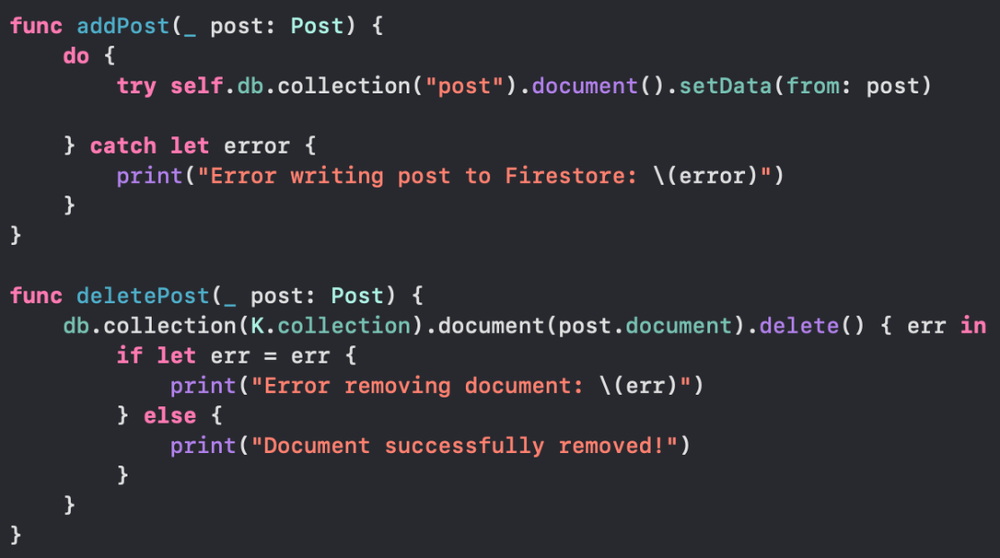 func addPost(_ post: Post) {
    do {
        try self.db.collection("post").document().setData(from: post)

    } catch let error {
        print("Error writing post to Firestore: \(error)")
    }
}

func deletePost(_ post: Post) {
    db.collection(K.collection).document(post.document).delete() { err in
        if let err = err {
            print("Error removing document: \(err)")
        } else {
            print("Document successfully removed!")
        }
    }
}